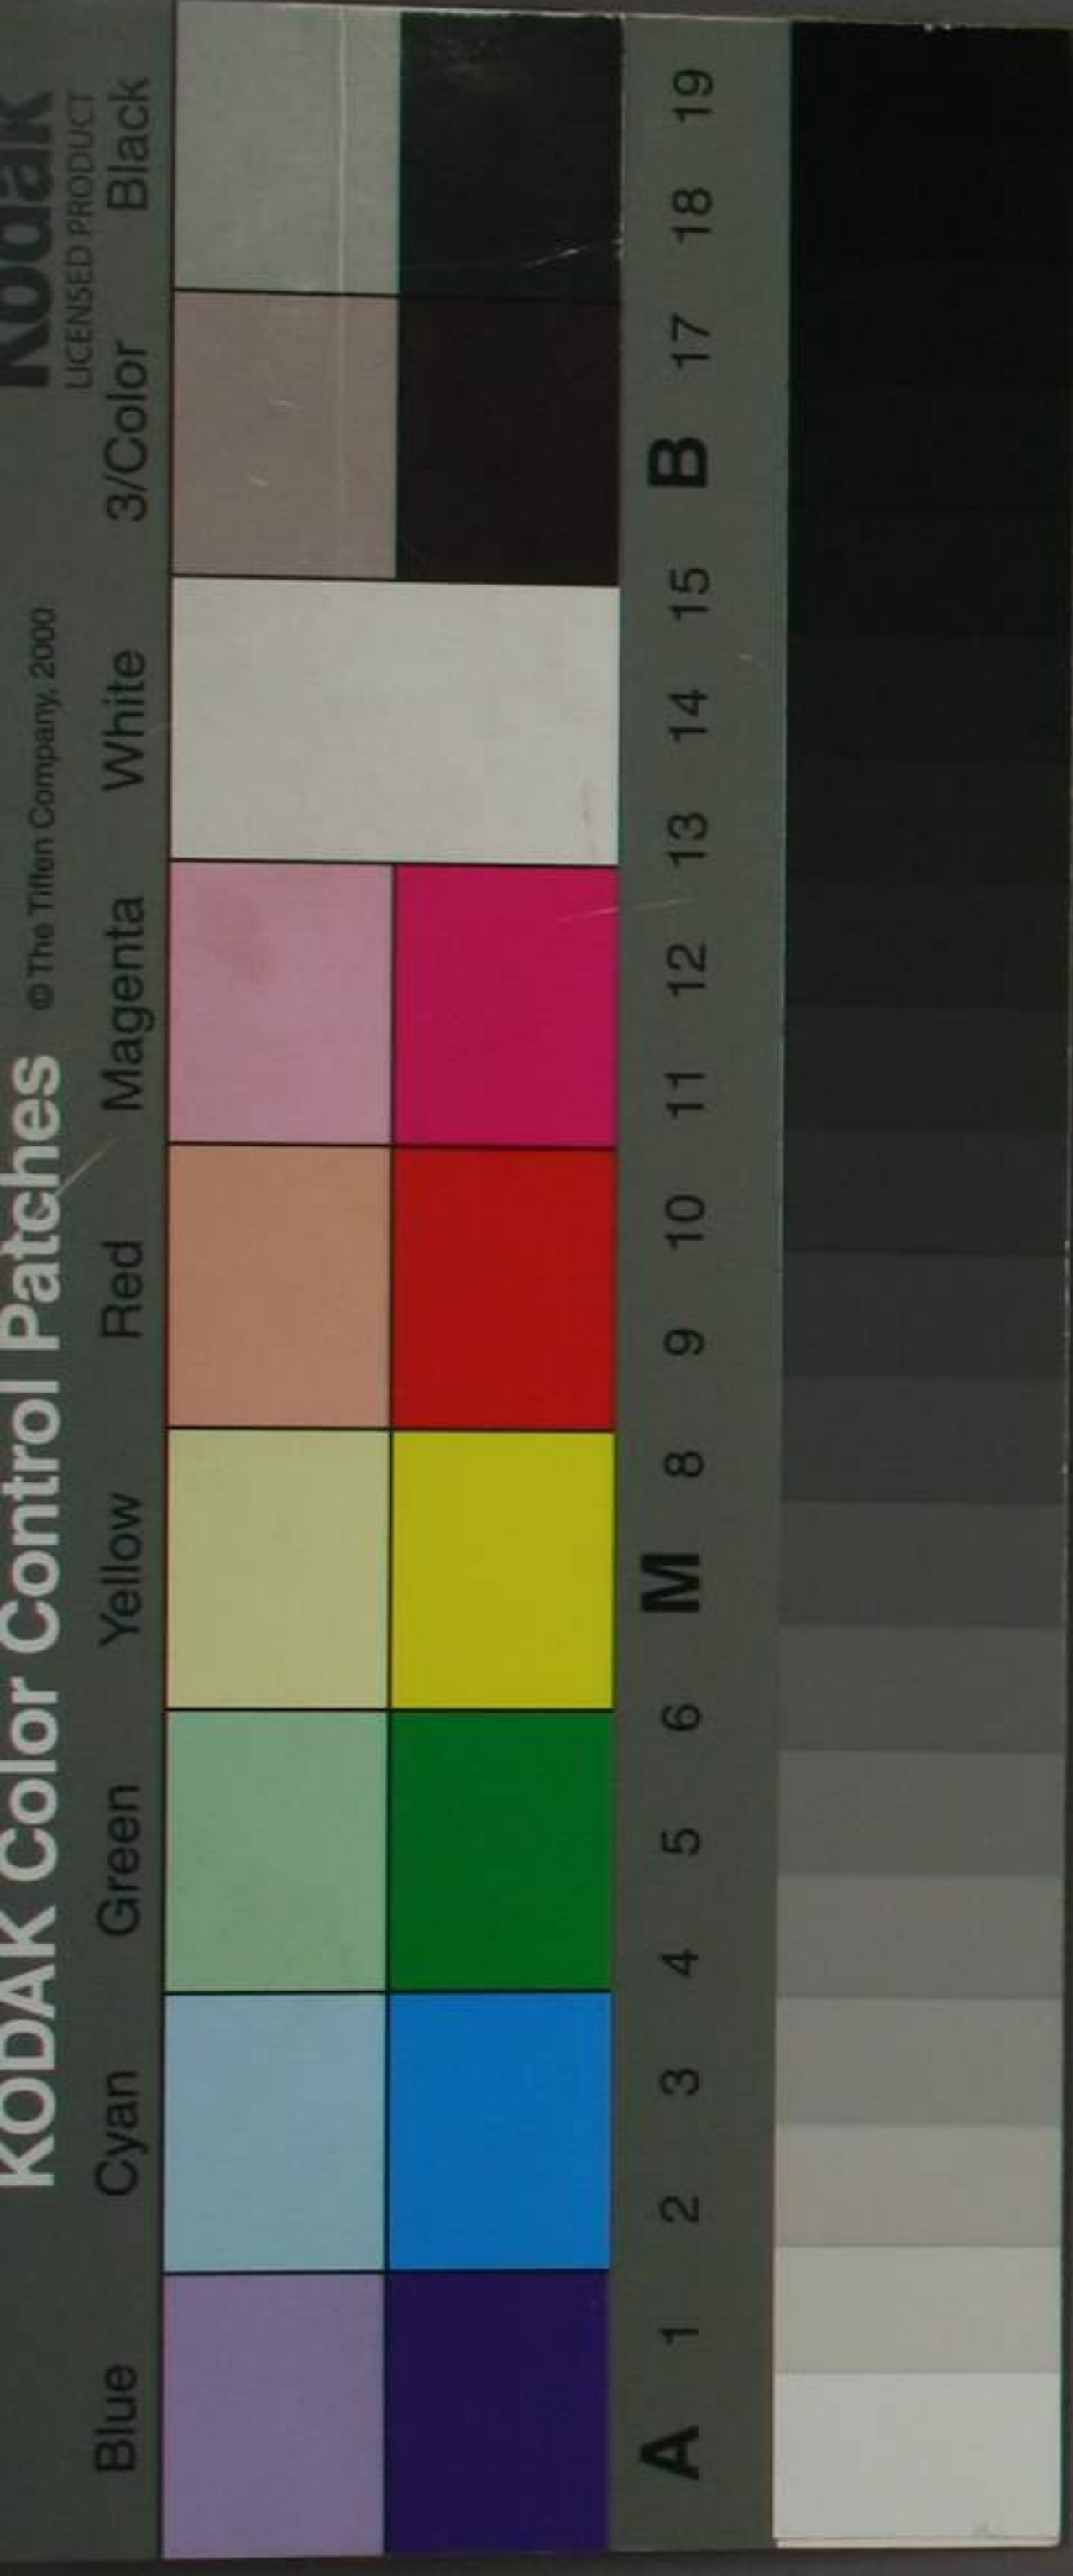 Kodak
LICENSED PRODUCT
KODAK Color Control Patches © The Tiffen Company, 2000
Blue Cyan Green Yellow Red Magenta White 3/Color Black
A 1 2 3 4 5 6 M 8 9 10 11 12 13 14 15 B 17 18 19